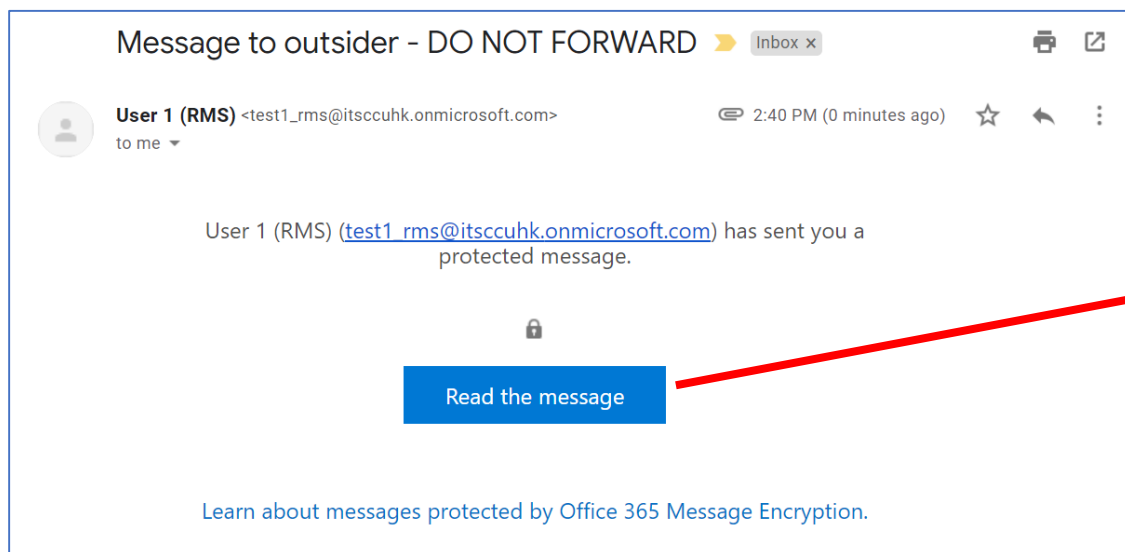 Message to outsider - DO NOT FORWARD Inbox x
User 1 (RMS) <test1_rms@itsccuhk.onmicrosoft.com> 2:40 PM (0 minutes ago)
to me
User 1 (RMS) (test1_rms@itsccuhk.onmicrosoft.com) has sent you a
protected message.
Read the message
Learn about messages protected by Office 365 Message Encryption.